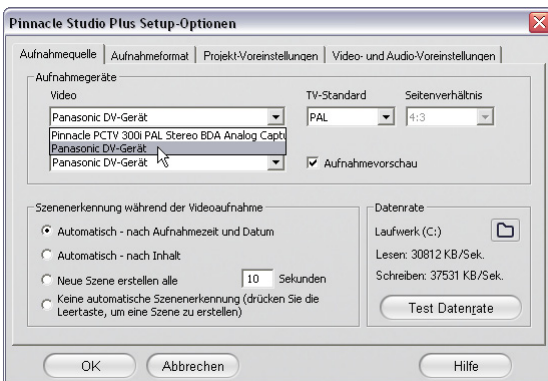 Pinnacle Studio Plus Setup-Optionen
Aufnahmequelle
Aufnahmeformat
Projekt-Voreinstellungen
Video- und Audio-Voreinstellungen
Aufnahmegeräte
Video
TV-Standard
Seitenverhältnis
Panasonic DV-Gerät
PAL
4:3
Pinnacle PCTV 300i PAL Stereo BDA Analog Captu
Panasonic DV-Gerät
Panasonic DV-Gerät
Aufnahmevorschau
Szenenerkennung während der Videoaufnahme
Automatisch - nach Aufnahmezeit und Datum
Automatisch - nach Inhalt
Neue Szene erstellen alle 10 Sekunden
Keine automatische Szenenerkennung (drücken Sie die
Leertaste, um eine Szene zu erstellen)
Datenrate
Laufwerk (C:)
Lesen: 30812 KB/Sek.
Schreiben: 37531 KB/Sek.
Test Datenrate
OK
Abbrechen
Hilfe